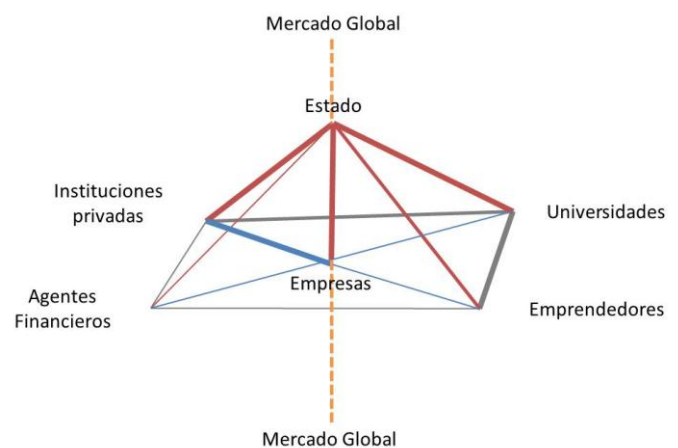 Mercado Global
Estado
Instituciones
privadas
Universidades
Empresas
Agentes
Financieros
Emprendedores
Mercado Global